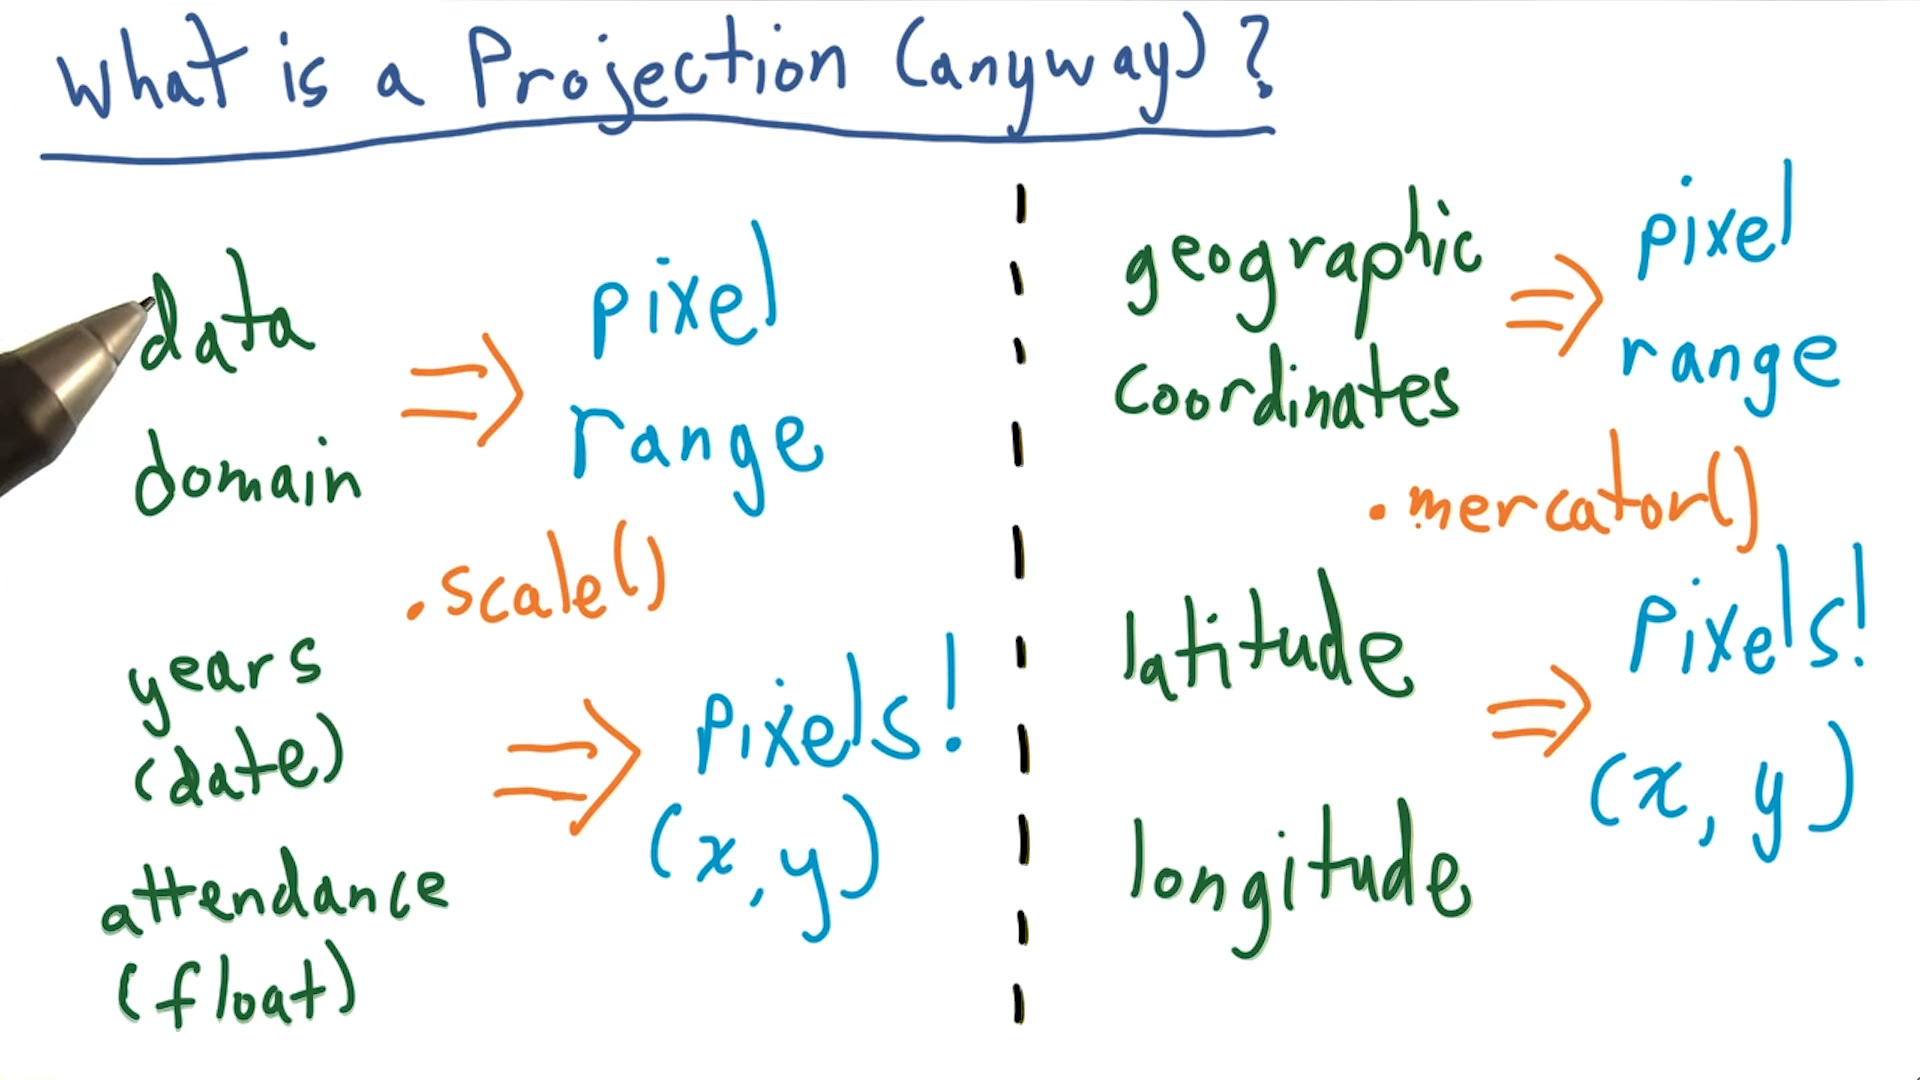 What is a Projection (anyway)?
data
domain
⇒
pixel
range
.scale()
years
(date)
attendance
(float)
⇒
pixels!
(x, y)
geographic
coordinates
⇒
pixel
range
.mercator()
latitude
longitude
⇒
pixels!
(x, y)